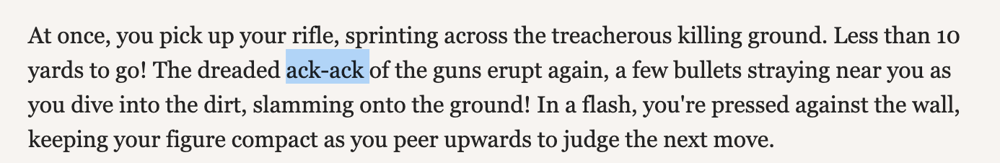 At once, you pick up your rifle, sprinting across the treacherous killing ground. Less than 10
yards to go! The dreaded ack-ack of the guns erupt again, a few bullets straying near you as
you dive into the dirt, slamming onto the ground! In a flash, you're pressed against the wall,
keeping your figure compact as you peer upwards to judge the next move.